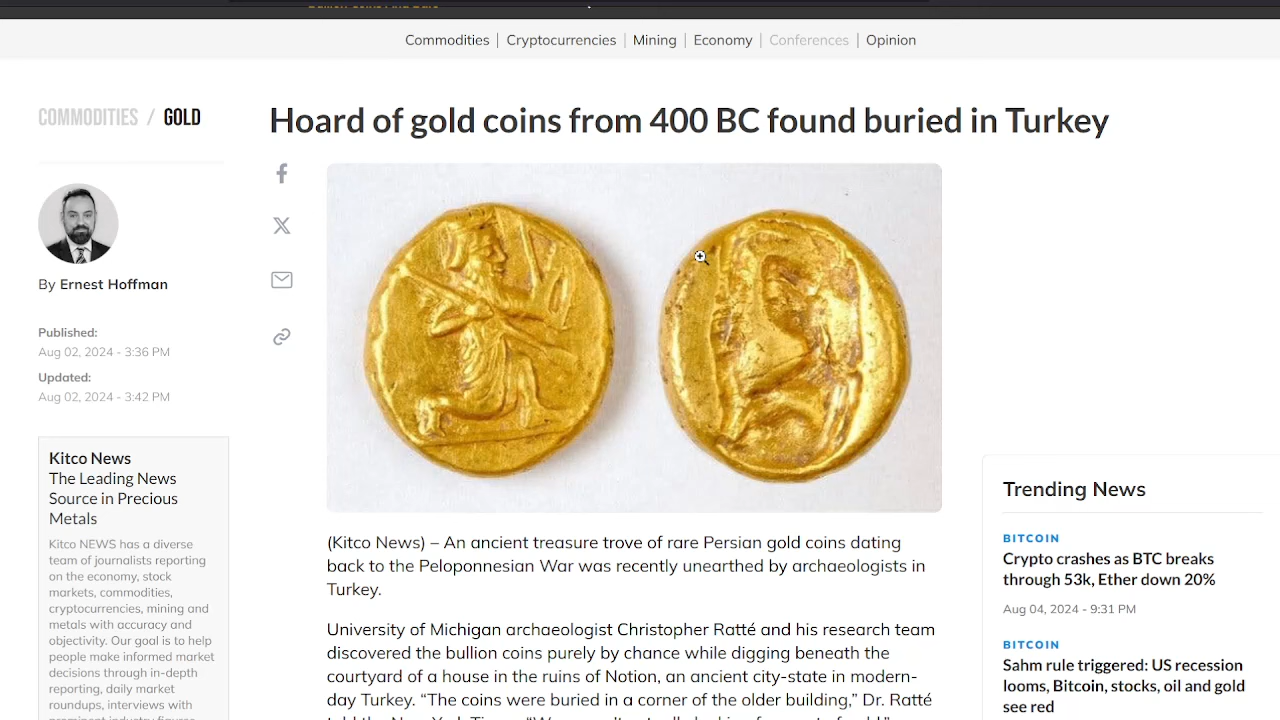 Commodities | Cryptocurrencies | Mining | Economy | Conferences | Opinion
COMMODITIES / GOLD
Hoard of gold coins from 400 BC found buried in Turkey
By Ernest Hoffman
Published:
Aug 02, 2024 - 3:36 PM
Updated:
Aug 02, 2024 - 3:42 PM
Kitco News
The Leading News
Source in Precious
Metals
Kitco NEWS has a diverse
team of journalists reporting
on the economy, stock
markets, commodities,
cryptocurrencies, mining and
metals with accuracy and
objectivity. Our goal is to help
people make informed market
decisions through in-depth
reporting, daily market
roundups, interviews with
prominent industry figures
(Kitco News) – An ancient treasure trove of rare Persian gold coins dating
back to the Peloponnesian War was recently unearthed by archaeologists in
Turkey.
University of Michigan archaeologist Christopher Ratté and his research team
discovered the bullion coins purely by chance while digging beneath the
courtyard of a house in the ruins of Notion, an ancient city-state in modern-
day Turkey. “The coins were buried in a corner of the older building,” Dr. Ratté
Trending News
BITCOIN
Crypto crashes as BTC breaks
through 53k, Ether down 20%
Aug 04, 2024 - 9:31 PM
BITCOIN
Sahm rule triggered: US recession
looms, Bitcoin, stocks, oil and gold
see red